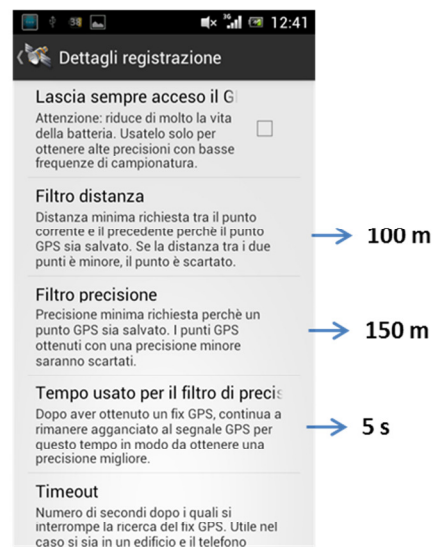 3G 12:41
Dettagli registrazione
Lascia sempre acceso il G
Attenzione: riduce di molto la vita
della batteria. Usatelo solo per
ottenere alte precisioni con basse
frequenze di campionatura.
Filtro distanza
Distanza minima richiesta tra il punto
corrente e il precedente perchè il punto
GPS sia salvato. Se la distanza tra i due
punti è minore, il punto è scartato.
100 m
Filtro precisione
Precisione minima richiesta perchè un
punto GPS sia salvato. I punti GPS
ottenuti con una precisione minore
saranno scartati.
150 m
Tempo usato per il filtro di precis
Dopo aver ottenuto un fix GPS, continua a
rimanere agganciato al segnale GPS per
questo tempo in modo da ottenere una
precisione migliore.
5 s
Timeout
Numero di secondi dopo i quali si
interrompe la ricerca del fix GPS. Utile nel
caso si sia in un edificio e il telefono